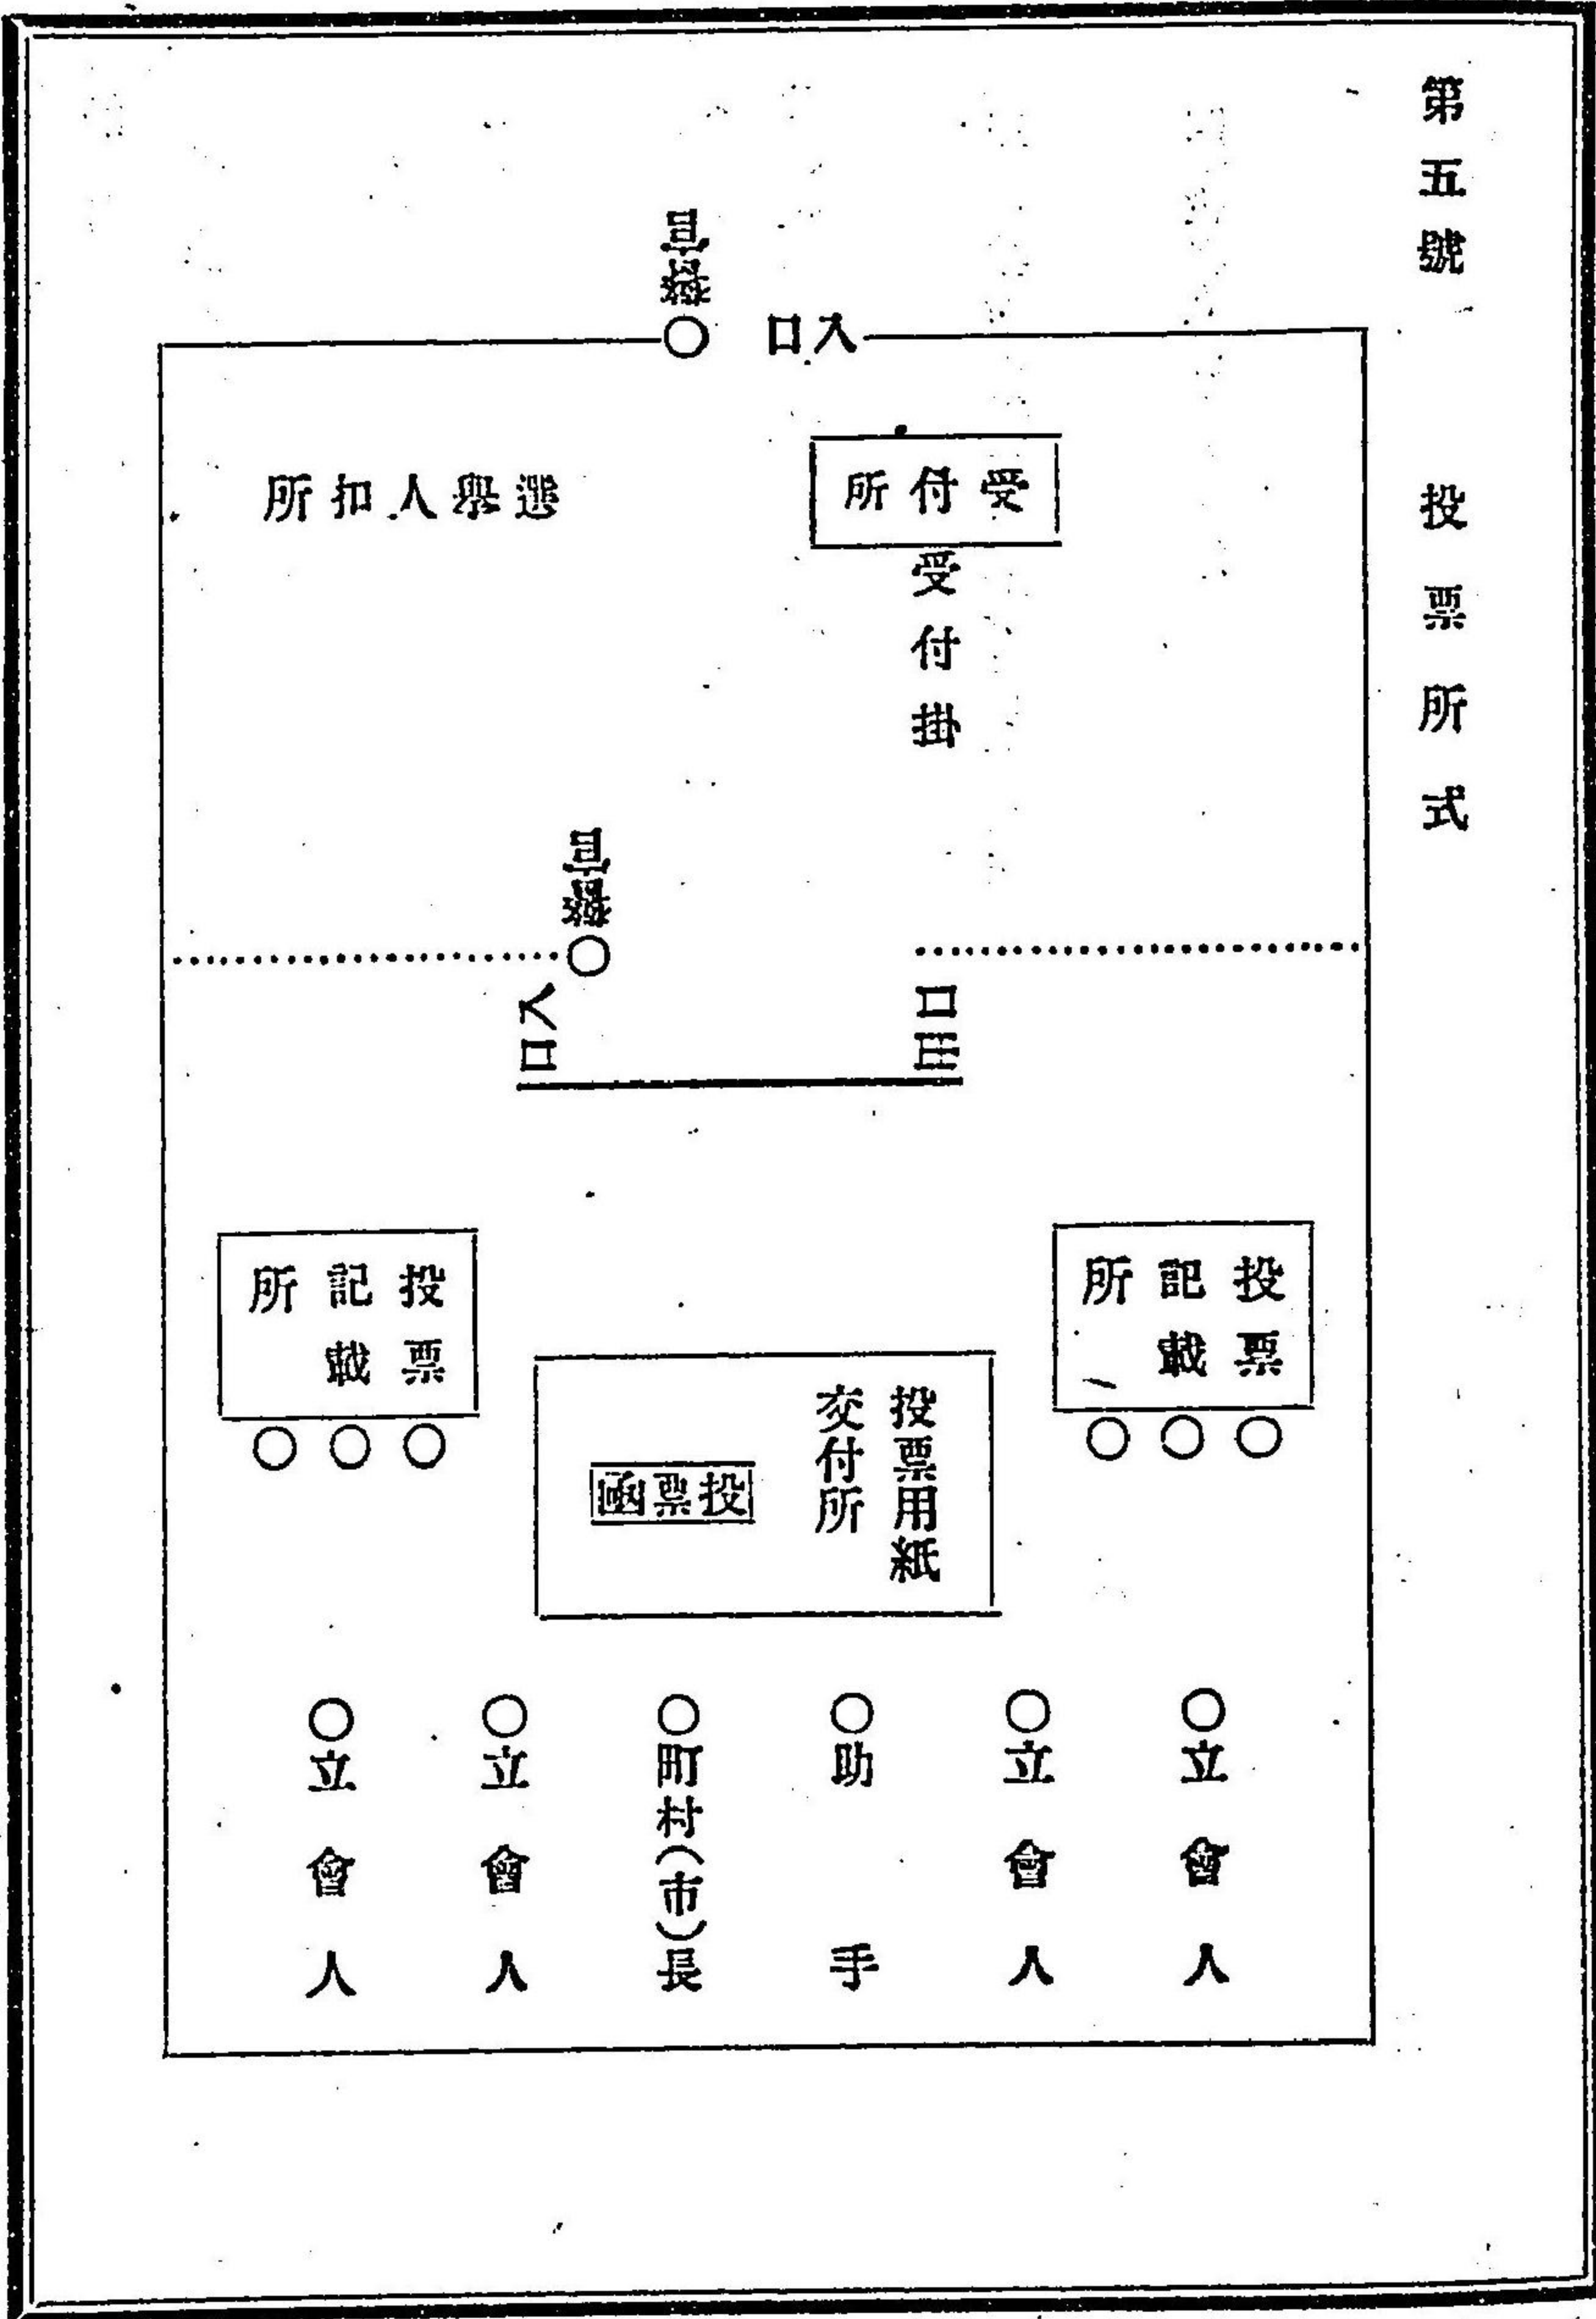 第五號
投票所式
入口
受付所
受付掛
選擧人扣所
出口
入口
投票
記載
所
投票
記載
所
投票用紙
交付所
投票凾
○立會人
○立會人
○助手
○町村(市)長
○立會人
○立會人